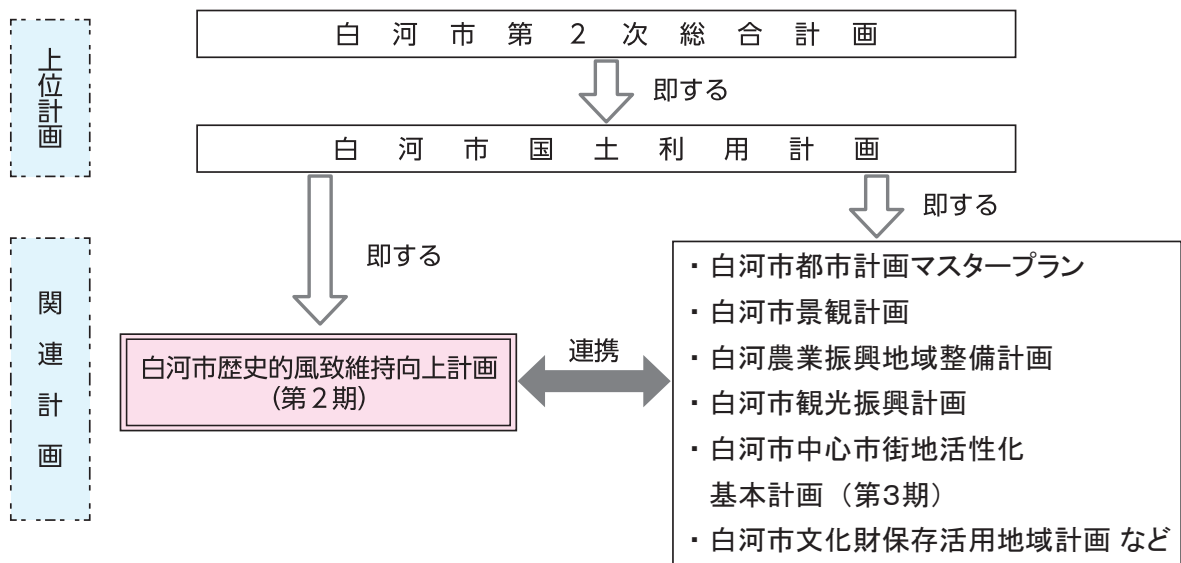 上位計画
白河市第２次総合計画
即する
白河市国土利用計画
即する
即する
関連計画
白河市歴史的風致維持向上計画
（第２期）
連携
・白河市都市計画マスタープラン
・白河市景観計画
・白河農業振興地域整備計画
・白河市観光振興計画
・白河市中心市街地活性化
基本計画（第3期）
・白河市文化財保存活用地域計画 など